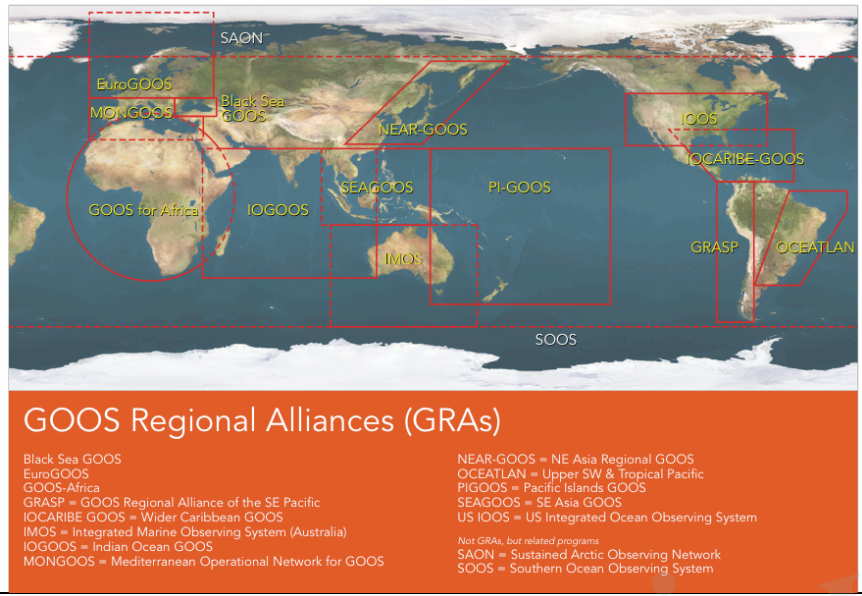 SAON
EuroGOOS
MONGOOS
Black Sea
GOOS
NEAR-GOOS
IOOS
IOCARIBE-GOOS
GOOS for Africa
IOGOOS
SEAGOOS
PI-GOOS
IMOS
GRASP
OCEATLAN
SOOS
GOOS Regional Alliances (GRAs)
Black Sea GOOS
EuroGOOS
GOOS-Africa
GRASP = GOOS Regional Alliance of the SE Pacific
IOCARIBE GOOS = Wider Caribbean GOOS
IMOS = Integrated Marine Observing System (Australia)
IOGOOS = Indian Ocean GOOS
MONGOOS = Mediterranean Operational Network for GOOS
NEAR-GOOS = NE Asia Regional GOOS
OCEATLAN = Upper SW & Tropical Pacific
PIGOOS = Pacific Islands GOOS
SEAGOOS = SE Asia GOOS
US IOOS = US Integrated Ocean Observing System
Not GRAs, but related programs
SAON = Sustained Arctic Observing Network
SOOS = Southern Ocean Observing System